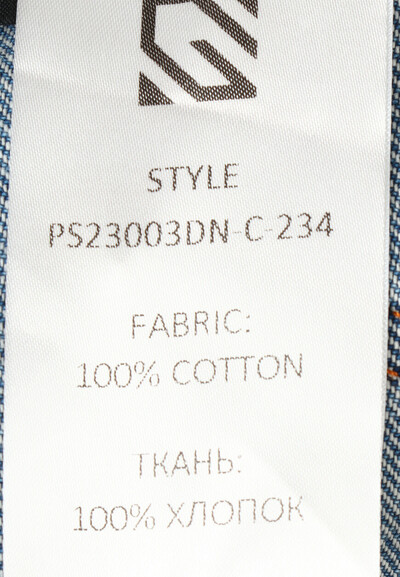 STYLE
PS23003DN-C-234
FABRIC:
100% COTTON
ТКАНЬ:
100% ХЛОПОК